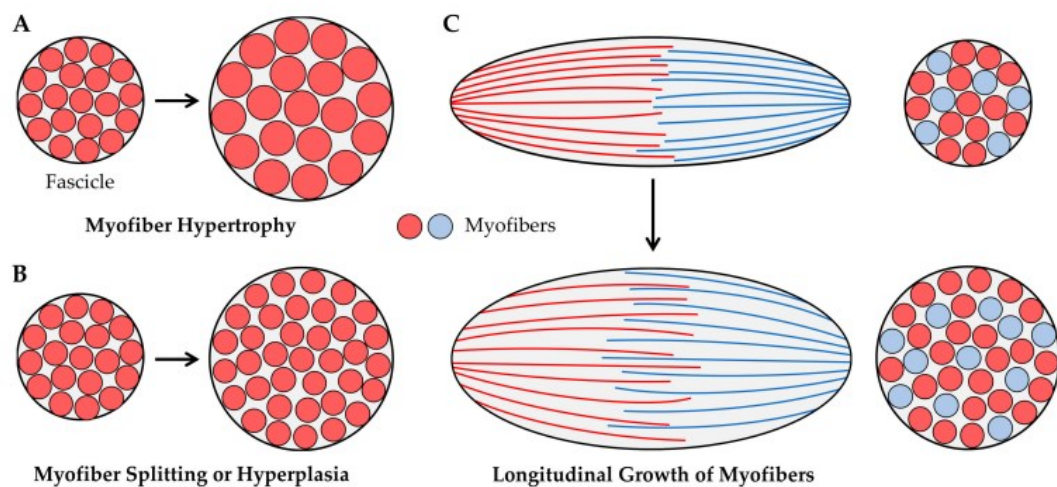 A
C
Fascicle
Myofiber Hypertrophy
Myofibers
B
Myofiber Splitting or Hyperplasia
Longitudinal Growth of Myofibers